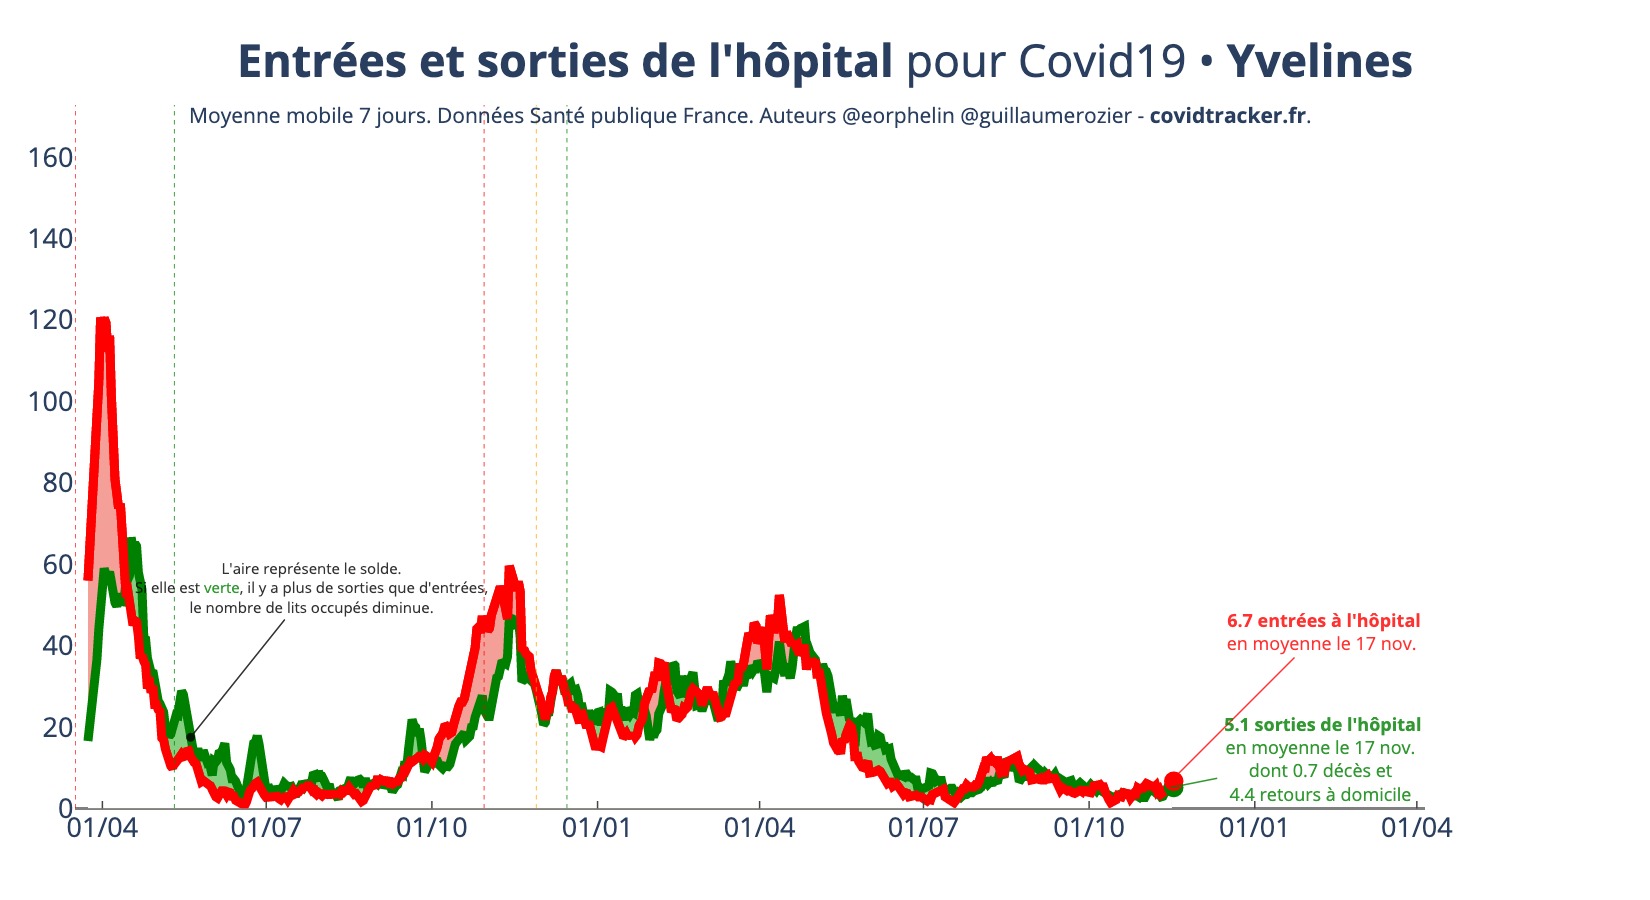 Entrées et sorties de l'hôpital pour Covid19 • Yvelines
Moyenne mobile 7 jours. Données Santé publique France. Auteurs @eorphelin @guillaumerozier - covidtracker.fr.
160
140
120
100
80
60
40
20
0
L'aire représente le solde.
Si elle est verte, il y a plus de sorties que d'entrées,
le nombre de lits occupés diminue.
6.7 entrées à l'hôpital
en moyenne le 17 nov.
5.1 sorties de l'hôpital
en moyenne le 17 nov.
dont 0.7 décès et
4.4 retours à domicile
01/04 01/07 01/10 01/01 01/04 01/07 01/10 01/01 01/04